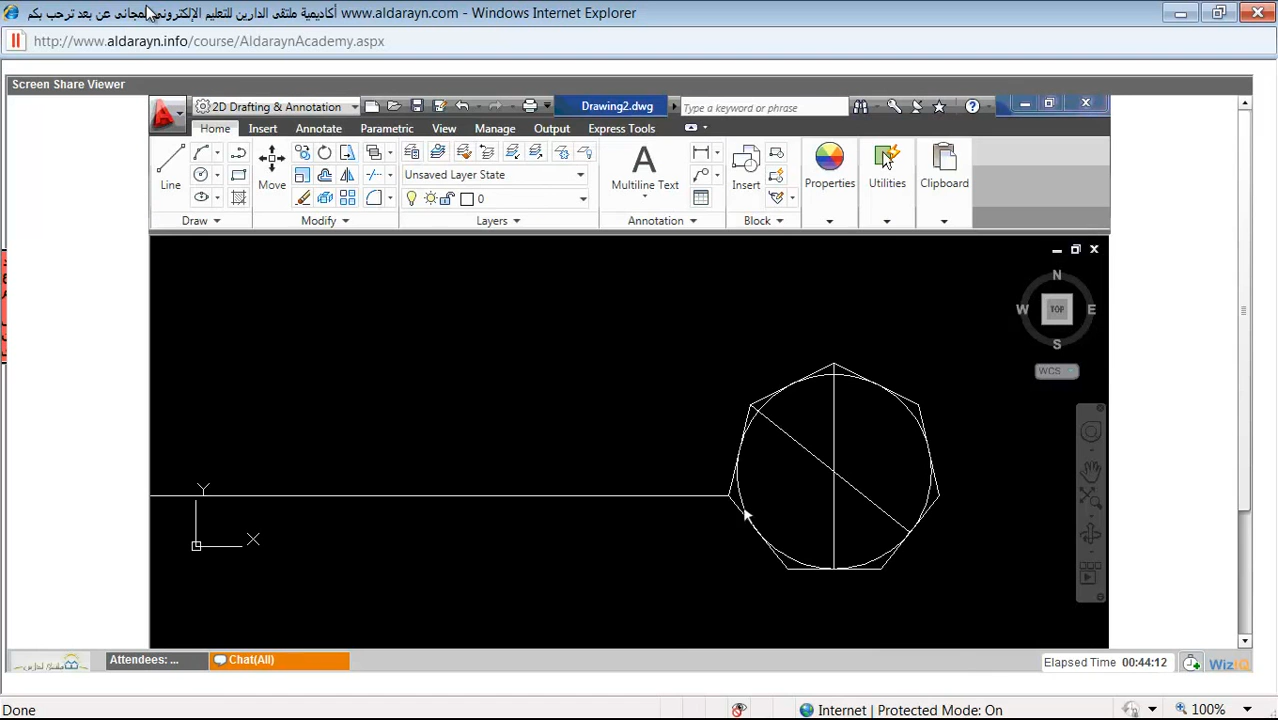 أكاديمية ملتقى الدارين للتعليم الإلكتروني المجانى عن بعد ترحب بكم www.aldarayn.com - Windows Internet Explorer
http://www.aldarayn.info/course/AldaraynAcademy.aspx
Screen Share Viewer
2D Drafting & Annotation
Drawing2.dwg
Type a keyword or phrase
Home Insert Annotate Parametric View Manage Output Express Tools
Line
Move
Unsaved Layer State
0
A
Multiline Text
Insert
Properties
Utilities
Clipboard
Draw Modify Layers Annotation Block
N
W TOP E
S
WCS
Y
X
Attendees: ...
Chat(All)
Elapsed Time 00:44:12
WizIQ
Done
Internet | Protected Mode: On
100%